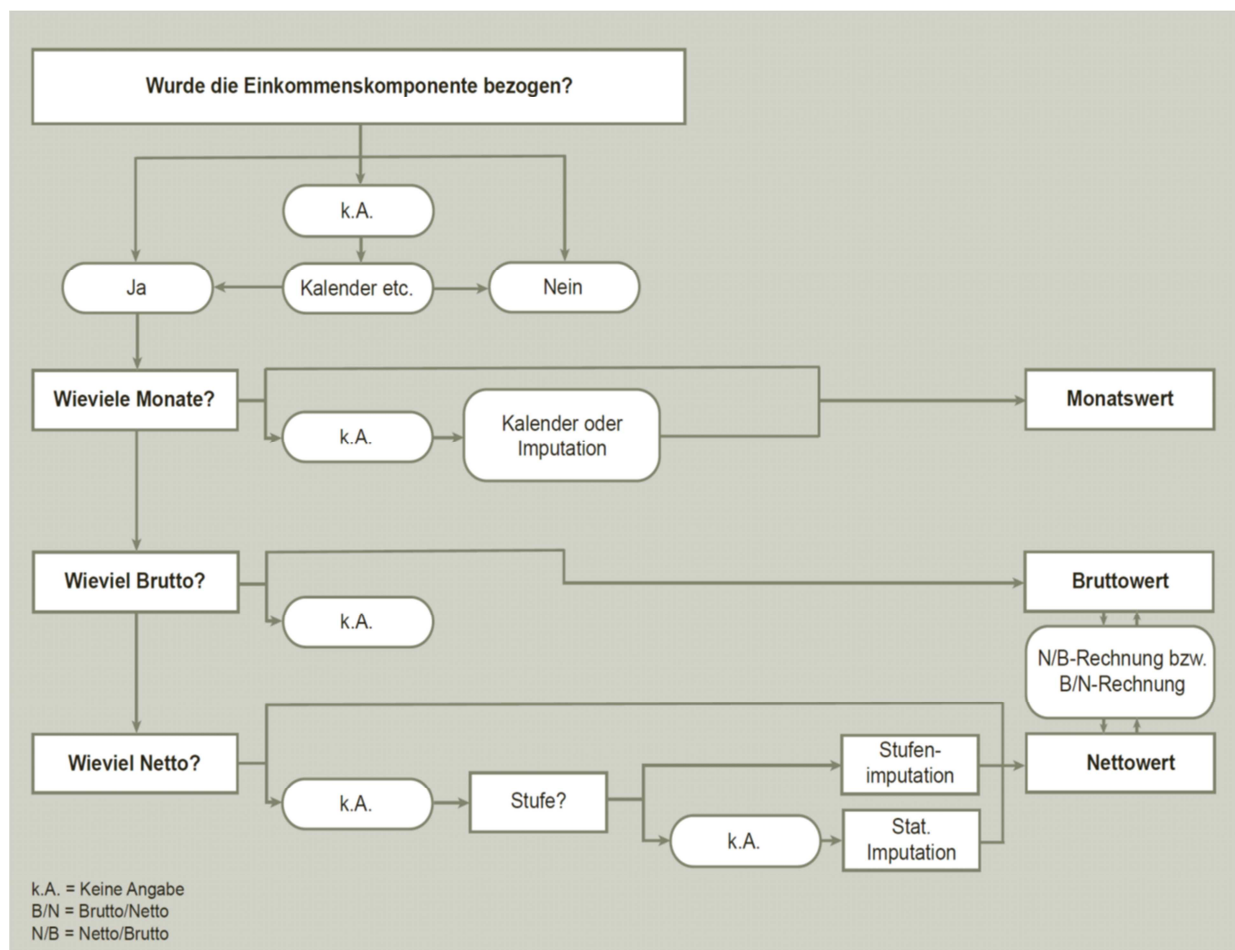 Wurde die Einkommenskomponente bezogen?
k.A.
Ja
Kalender etc.
Nein
Wieviele Monate?
k.A.
Kalender oder
Imputation
Monatswert
Wieviel Brutto?
k.A.
Bruttowert
N/B-Rechnung bzw.
B/N-Rechnung
Wieviel Netto?
k.A.
Stufe?
Stufen-
imputation
Nettowert
k.A.
Stat.
Imputation
k.A. = Keine Angabe
B/N = Brutto/Netto
N/B = Netto/Brutto